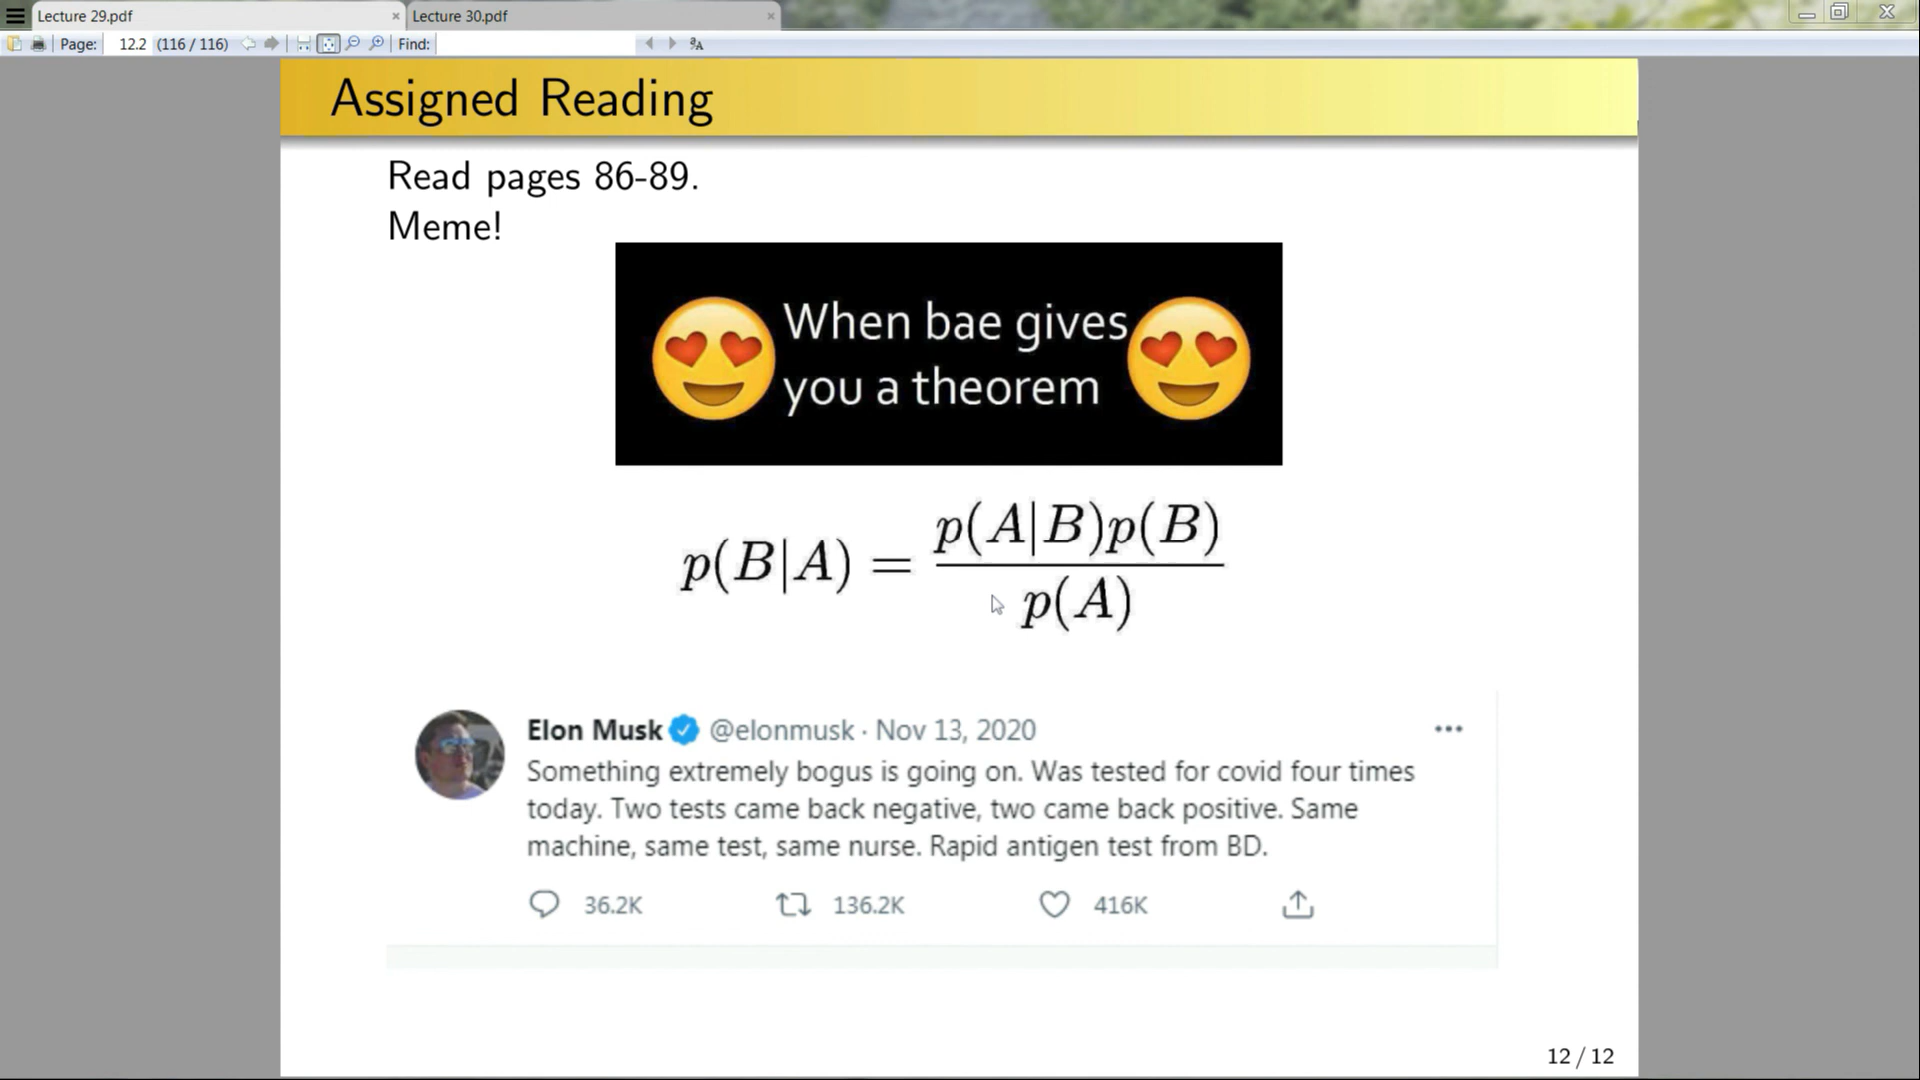 Lecture 29.pdf
Lecture 30.pdf
Page: 12.2 (116 / 116) Find:
Assigned Reading
Read pages 86-89.
Meme!
When bae gives
you a theorem
p(B|A) = p(A|B)p(B) / p(A)
Elon Musk @elonmusk · Nov 13, 2020
Something extremely bogus is going on. Was tested for covid four times
today. Two tests came back negative, two came back positive. Same
machine, same test, same nurse. Rapid antigen test from BD.
36.2K 136.2K 416K
12 / 12